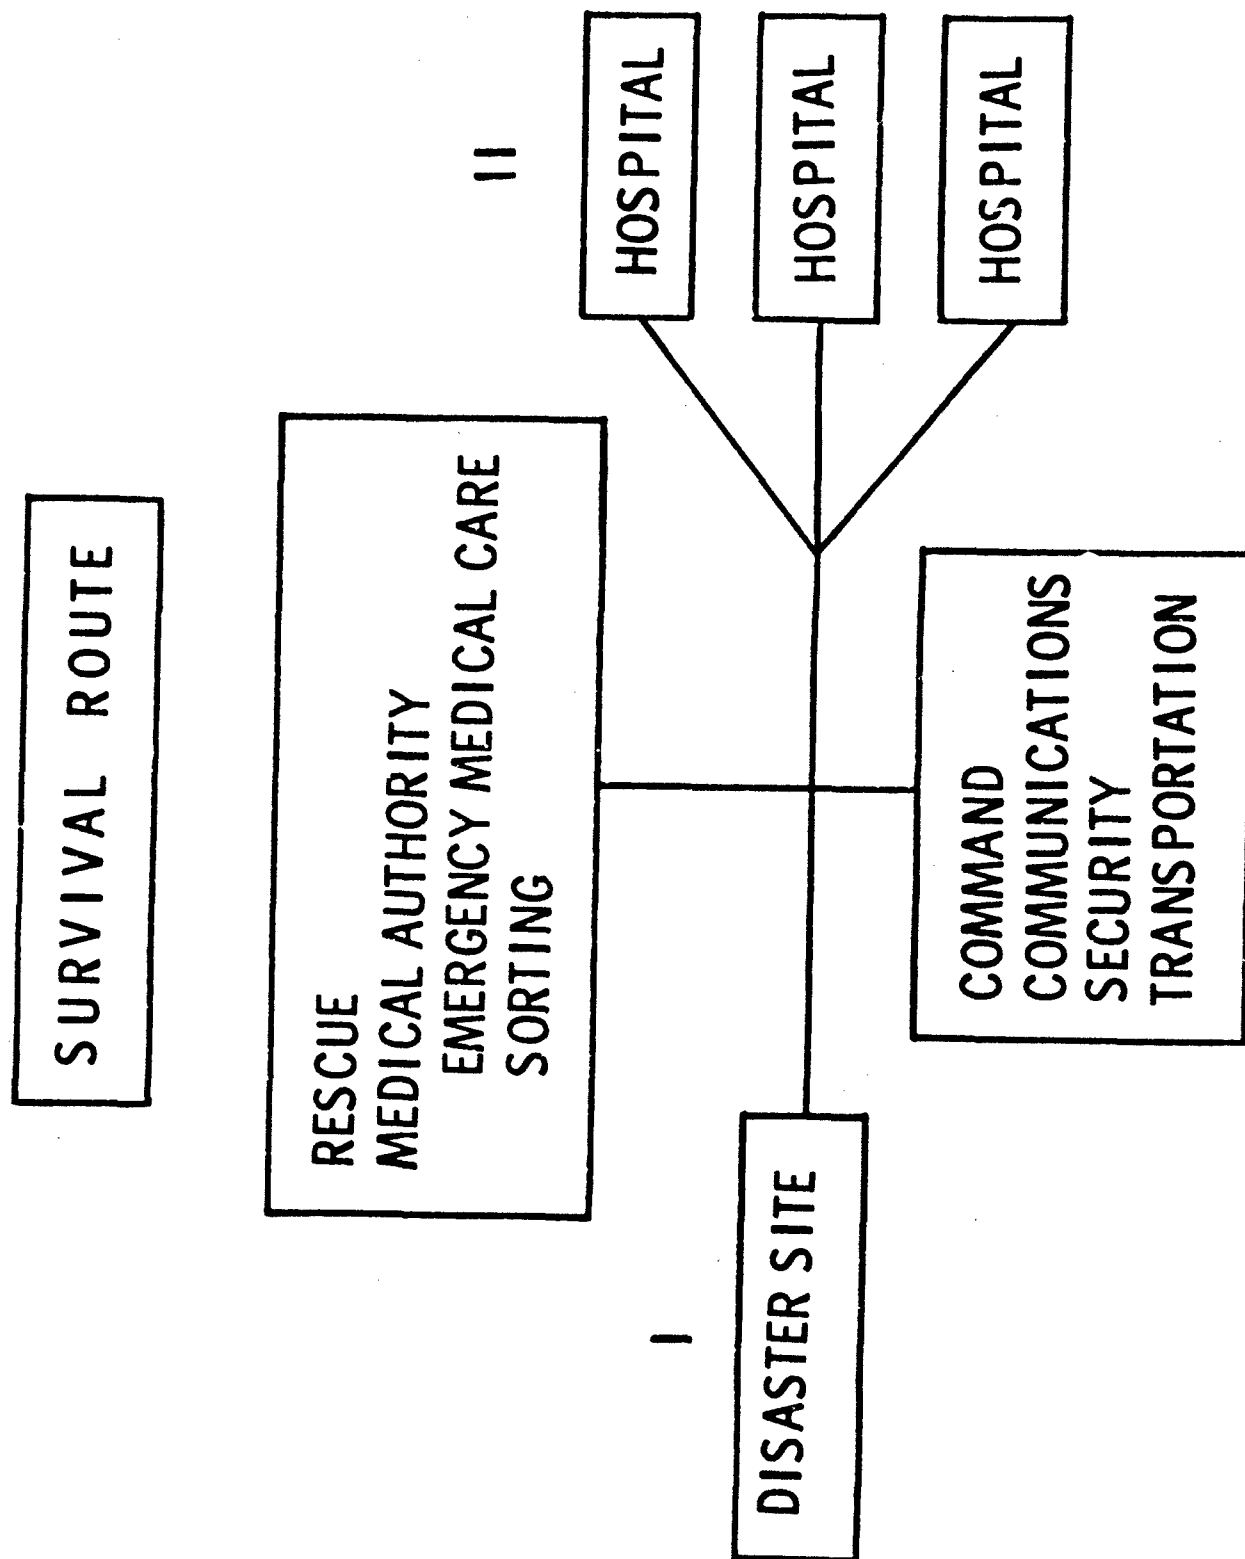 SURVIVAL ROUTE
RESCUE
MEDICAL AUTHORITY
EMERGENCY MEDICAL CARE
SORTING
I
II
DISASTER SITE
HOSPITAL
HOSPITAL
HOSPITAL
COMMAND
COMMUNICATIONS
SECURITY
TRANSPORTATION